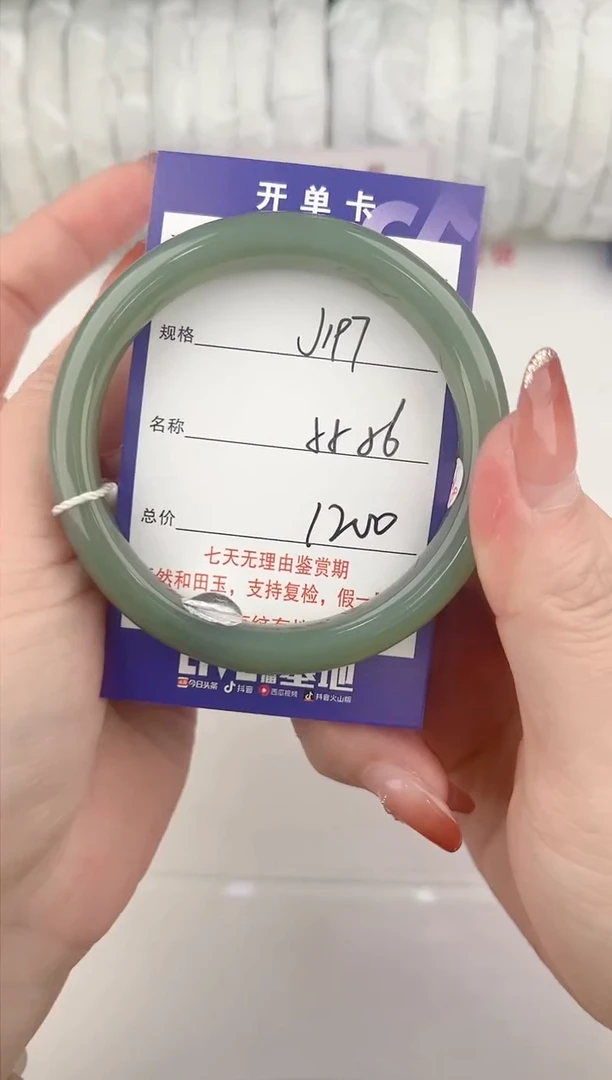 开单卡
规格 J197
名称 8886
总价 1200
七天无理由鉴赏期
然和田玉，支持复检，假一
基地
今日头条 抖音 西瓜视频 抖音火山版